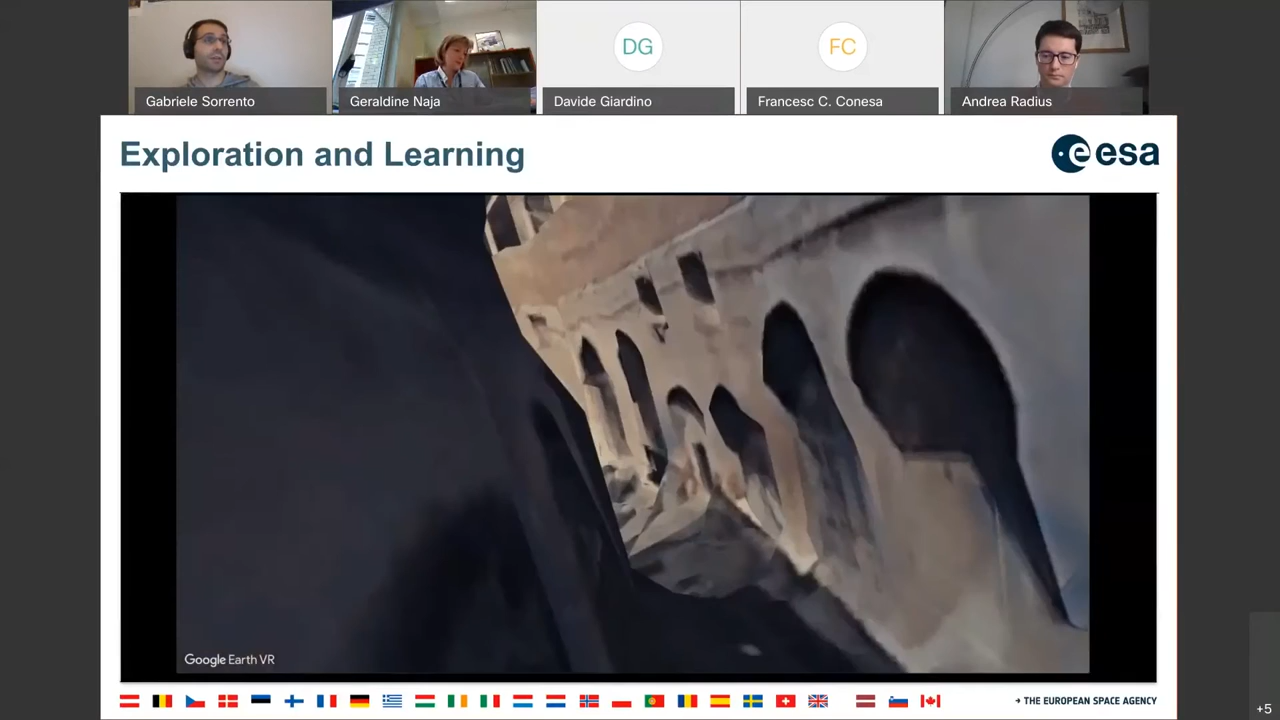 DG
FC
Gabriele Sorrento
Geraldine Naja
Davide Giardino
Francesc C. Conesa
Andrea Radius
Exploration and Learning
esa
Google Earth VR
→ THE EUROPEAN SPACE AGENCY
+5